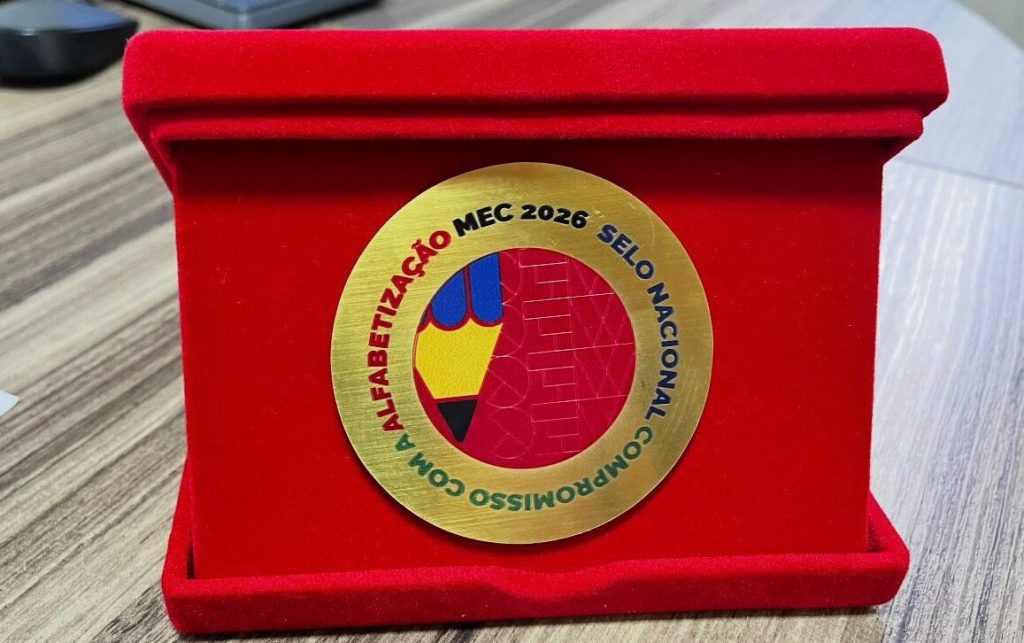 SELO NACIONAL COMPROMISSO COM A ALFABETIZAÇÃO MEC 2026